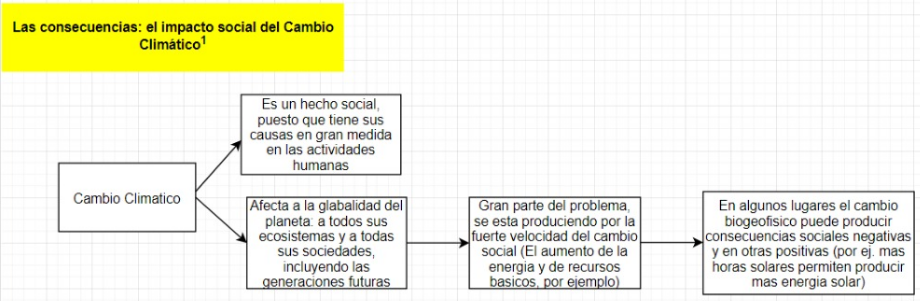 Las consecuencias: el impacto social del Cambio
Climático1
Es un hecho social,
puesto que tiene sus
causas en gran medida
en las actividades
humanas
Cambio Climatico
Afecta a la glabalidad del
planeta: a todos sus
ecosistemas y a todas
sus sociedades,
incluyendo las
generaciones futuras
Gran parte del problema,
se esta produciendo por la
fuerte velocidad del cambio
social (El aumento de la
energia y de recursos
basicos, por ejemplo)
En algunos lugares el cambio
biogeofisico puede producir
consecuencias sociales negativas
y en otras positivas (por ej. mas
horas solares permiten producir
mas energia solar)